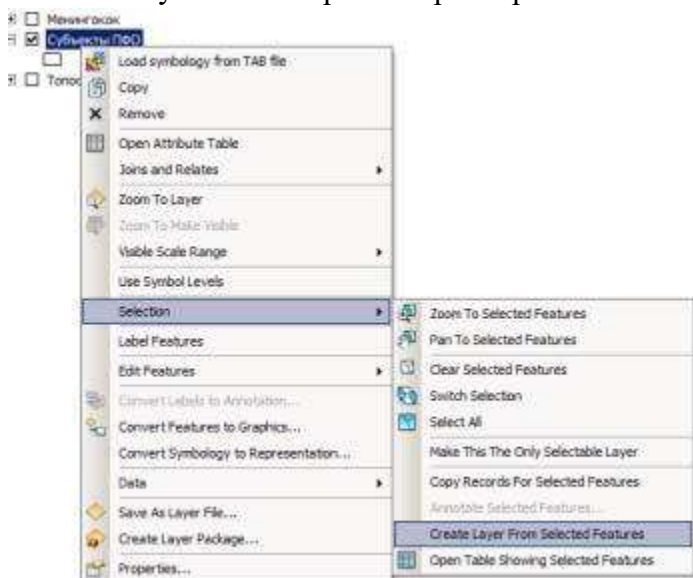 Менингокок
Субъекты ПФО
Топос
Load symbology from TAB file
Copy
Remove
Open Attribute Table
Joins and Relates
Zoom To Layer
Zoom To Make Visible
Visible Scale Range
Use Symbol Levels
Selection
Label Features
Edit Features
Convert Labels to Annotation...
Convert Features to Graphics...
Convert Symbology to Representation...
Data
Save As Layer File...
Create Layer Package...
Properties...
Zoom To Selected Features
Pan To Selected Features
Clear Selected Features
Switch Selection
Select All
Make This The Only Selectable Layer
Copy Records For Selected Features
Annotate Selected Features...
Create Layer From Selected Features
Open Table Showing Selected Features